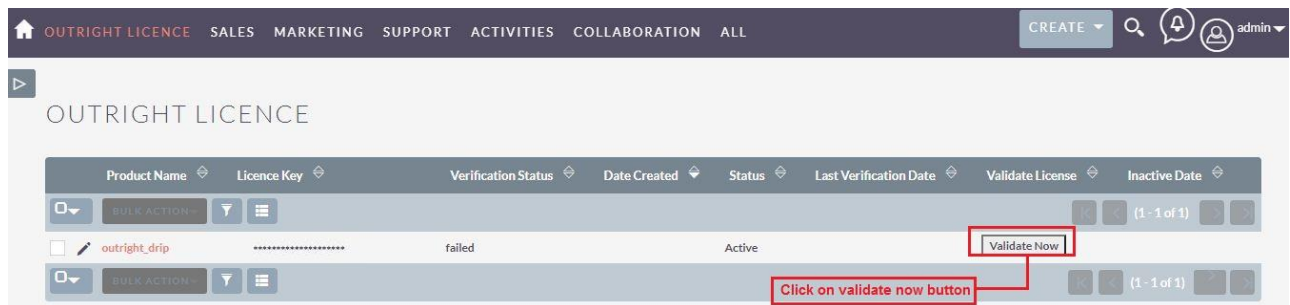 OUTRIGHT LICENCE SALES MARKETING SUPPORT ACTIVITIES COLLABORATION ALL CREATE admin
OUTRIGHT LICENCE
Product Name Licence Key Verification Status Date Created Status Last Verification Date Validate License Inactive Date
BULK ACTION (1 - 1 of 1)
outright_drip ******************** failed Active Validate Now
BULK ACTION (1 - 1 of 1)
Click on validate now button